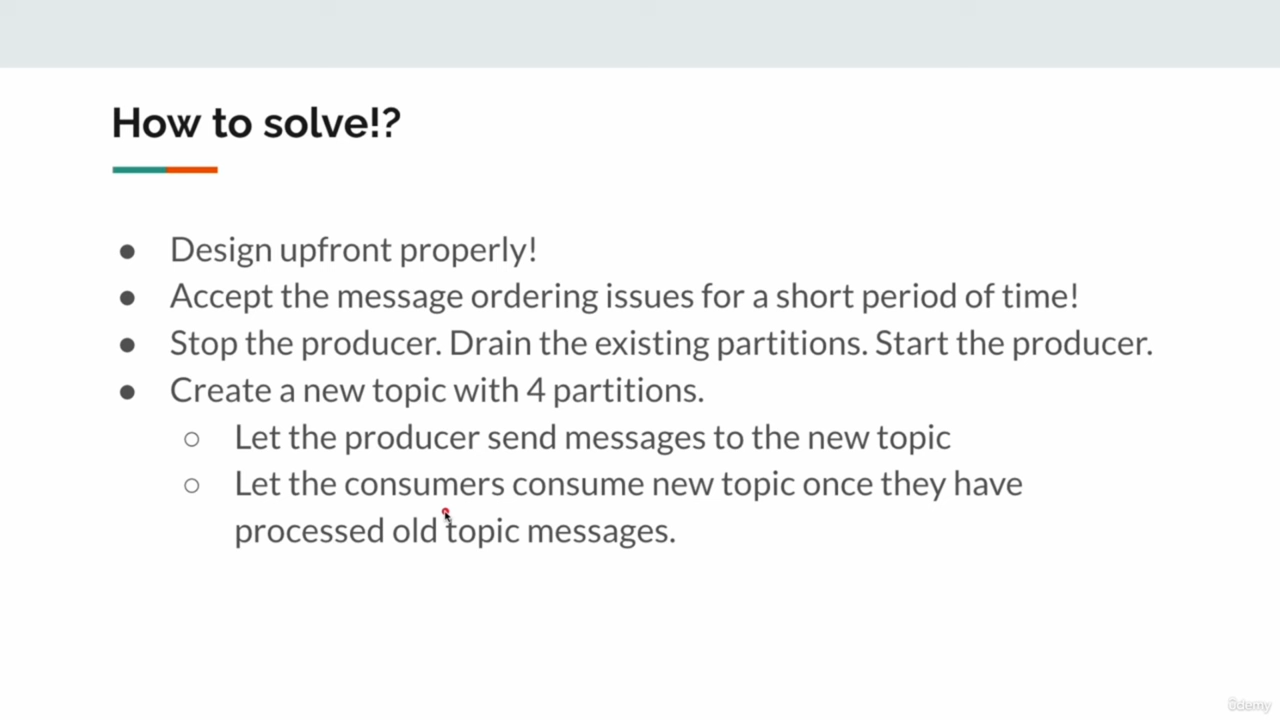 How to solve!?
● Design upfront properly!
● Accept the message ordering issues for a short period of time!
● Stop the producer. Drain the existing partitions. Start the producer.
● Create a new topic with 4 partitions.
○ Let the producer send messages to the new topic
○ Let the consumers consume new topic once they have
processed old topic messages.
ûdemy